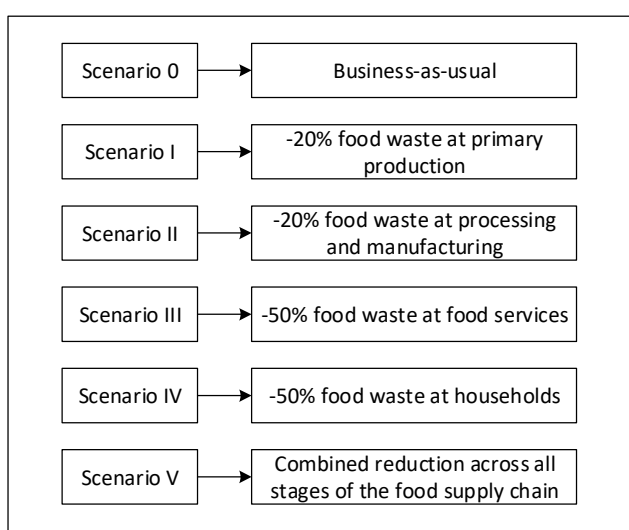 Scenario 0
Business-as-usual
Scenario I
-20% food waste at primary
production
Scenario II
-20% food waste at processing
and manufacturing
Scenario III
-50% food waste at food services
Scenario IV
-50% food waste at households
Scenario V
Combined reduction across all
stages of the food supply chain